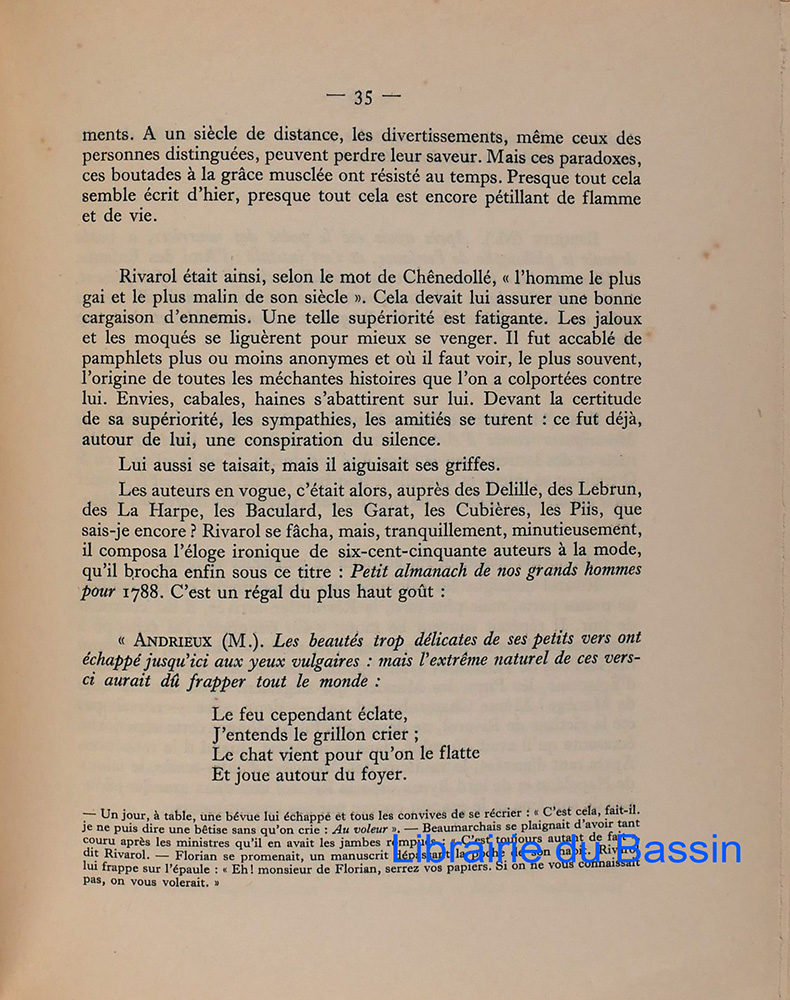 — 35 —
ments. A un siècle de distance, les divertissements, même ceux des
personnes distinguées, peuvent perdre leur saveur. Mais ces paradoxes,
ces boutades à la grâce musclée ont résisté au temps. Presque tout cela
semble écrit d'hier, presque tout cela est encore pétillant de flamme
et de vie.
Rivarol était ainsi, selon le mot de Chênedollé, « l'homme le plus
gai et le plus malin de son siècle ». Cela devait lui assurer une bonne
cargaison d'ennemis. Une telle supériorité est fatigante. Les jaloux
et les moqués se liguèrent pour mieux se venger. Il fut accablé de
pamphlets plus ou moins anonymes et où il faut voir, le plus souvent,
l'origine de toutes les méchantes histoires que l'on a colportées contre
lui. Envies, cabales, haines s'abattirent sur lui. Devant la certitude
de sa supériorité, les sympathies, les amitiés se turent : ce fut déjà,
autour de lui, une conspiration du silence.
Lui aussi se taisait, mais il aiguisait ses griffes.
Les auteurs en vogue, c'était alors, auprès des Delille, des Lebrun,
des La Harpe, les Baculard, les Garat, les Cubières, les Piis, que
sais-je encore ? Rivarol se fâcha, mais, tranquillement, minutieusement,
il composa l'éloge ironique de six-cent-cinquante auteurs à la mode,
qu'il brocha enfin sous ce titre : Petit almanach de nos grands hommes
pour 1788. C'est un régal du plus haut goût :
« ANDRIEUX (M.). Les beautés trop délicates de ses petits vers ont
échappé jusqu'ici aux yeux vulgaires : mais l'extrême naturel de ces vers-
ci aurait dû frapper tout le monde :
Le feu cependant éclate,
J'entends le grillon crier ;
Le chat vient pour qu'on le flatte
Et joue autour du foyer.
— Un jour, à table, une bévue lui échappe et tous les convives de se récrier : « C'est cela, fait-il.
je ne puis dire une bêtise sans qu'on crie : Au voleur ». — Beaumarchais se plaignait d'avoir tant
couru après les ministres qu'il en avait les jambes C'est toujours autant de
dit Rivarol. — Florian se promenait, un manuscrit dépassant la poche de son habit. Rivarol
lui frappe sur l'épaule : « Eh! monsieur de Florian, serrez vos papiers. Si on ne vous connaissait
pas, on vous volerait. »
Librairie du Bassin